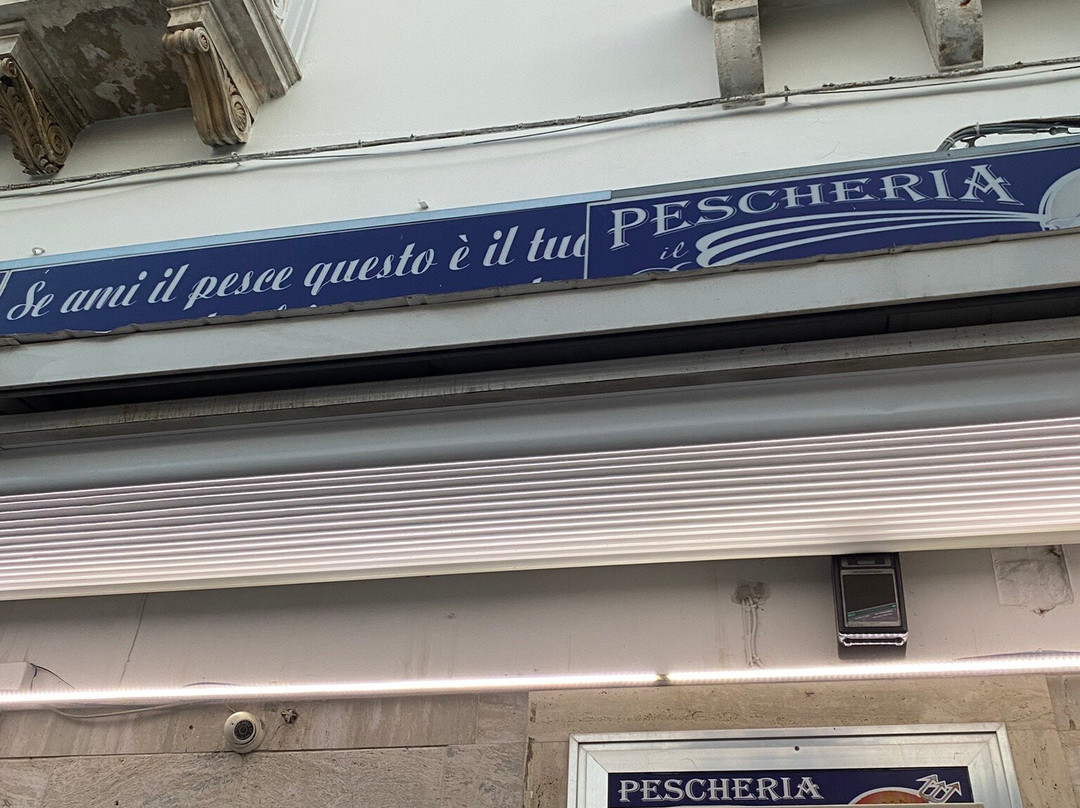 Se ami il pesce questo è il tuo
PESCHERIA
il
PESCHERIA